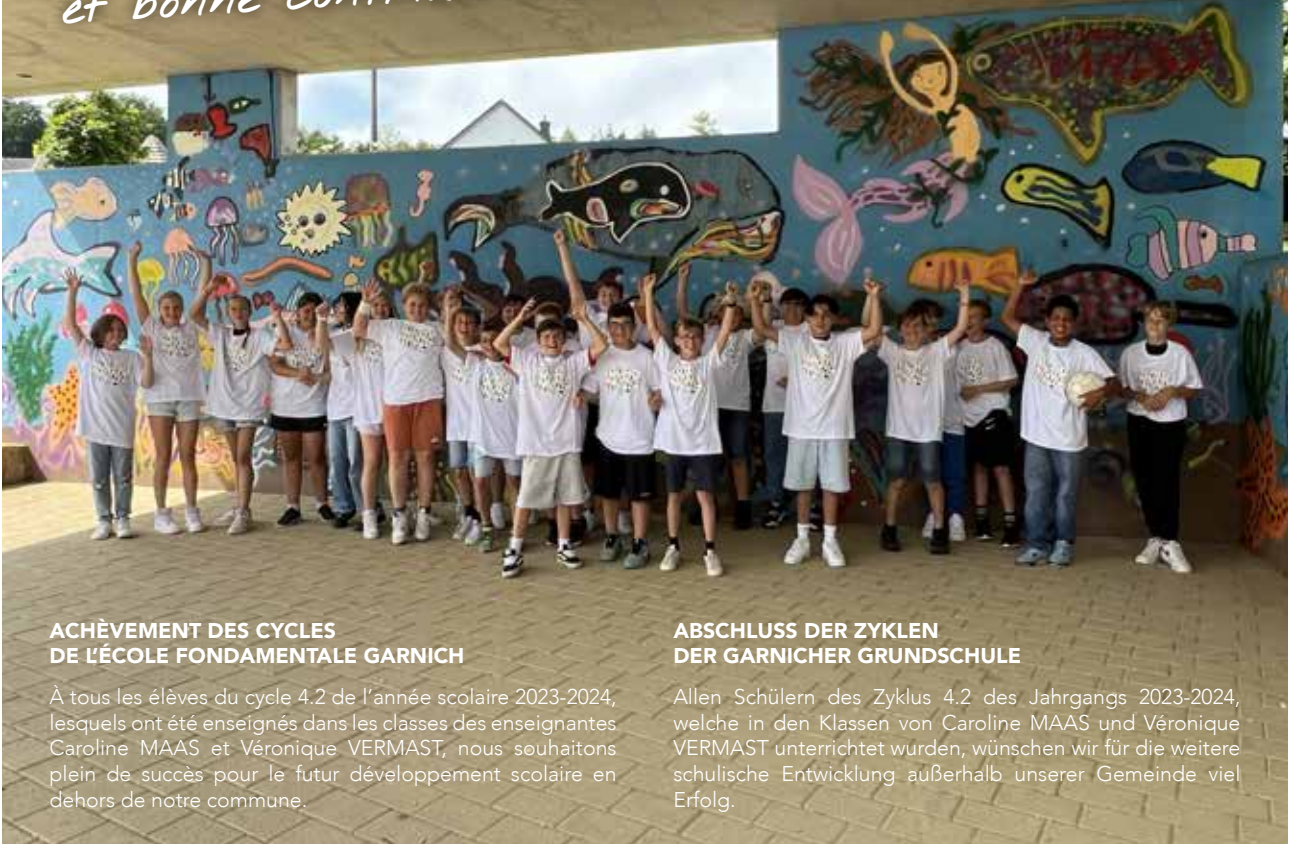 et bonne
ACHÈVEMENT DES CYCLES
DE L'ÉCOLE FONDAMENTALE GARNICH
À tous les élèves du cycle 4.2 de l'année scolaire 2023-2024,
lesquels ont été enseignés dans les classes des enseignantes
Caroline MAAS et Véronique VERMAST, nous souhaitons
plein de succès pour le futur développement scolaire en
dehors de notre commune.
ABSCHLUSS DER ZYKLEN
DER GARNICHER GRUNDSCHULE
Allen Schülern des Zyklus 4.2 des Jahrgangs 2023-2024,
welche in den Klassen von Caroline MAAS und Véronique
VERMAST unterrichtet wurden, wünschen wir für die weitere
schulische Entwicklung außerhalb unserer Gemeinde viel
Erfolg.